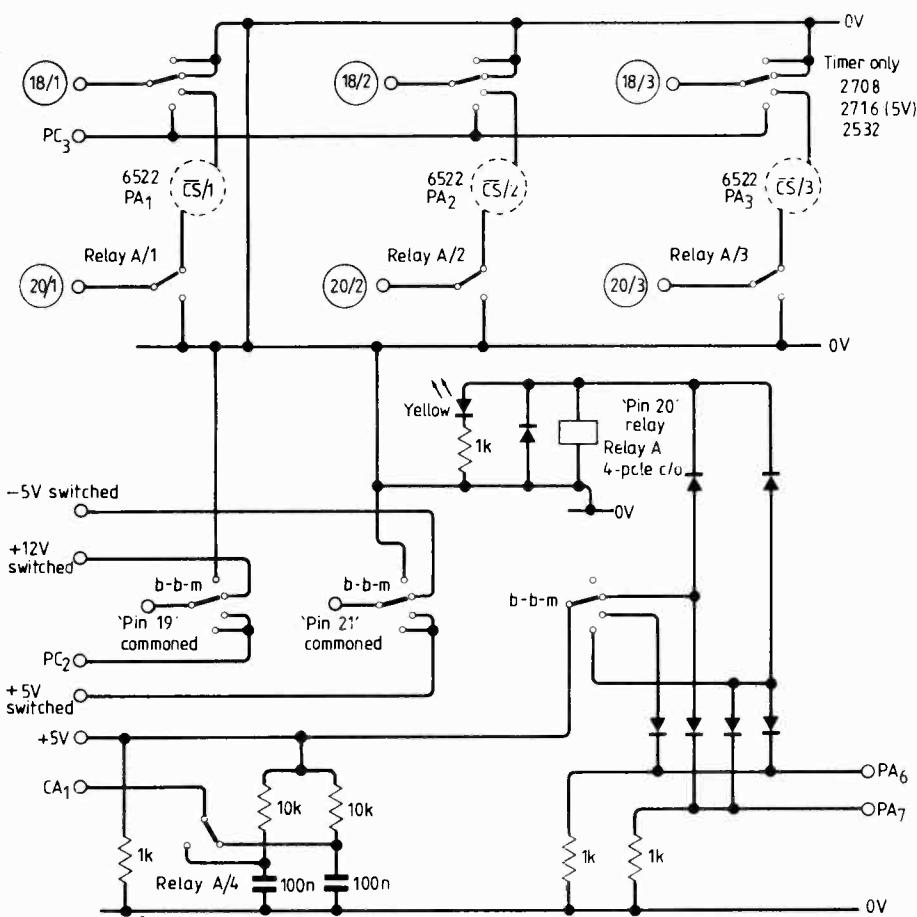 0V
18/1
18/2
18/3
Timer only
2708
2716 (5V)
2532
PC3
6522
PA1
CS/1
6522
PA2
CS/2
6522
PA3
CS/3
Relay A/1
Relay A/2
Relay A/3
20/1
20/2
20/3
0V
Yellow
1k
'Pin 20'
relay
Relay A
4-pole c/o
0V
-5V switched
+12V
switched
b-b-m
b-b-m
b-b-m
'Pin 19'
commoned
'Pin 21'
commoned
PC2
+5V
switched
+5V
CA1
10k
10k
PA6
PA7
1k
Relay A/4
100n
100n
1k
1k
0V